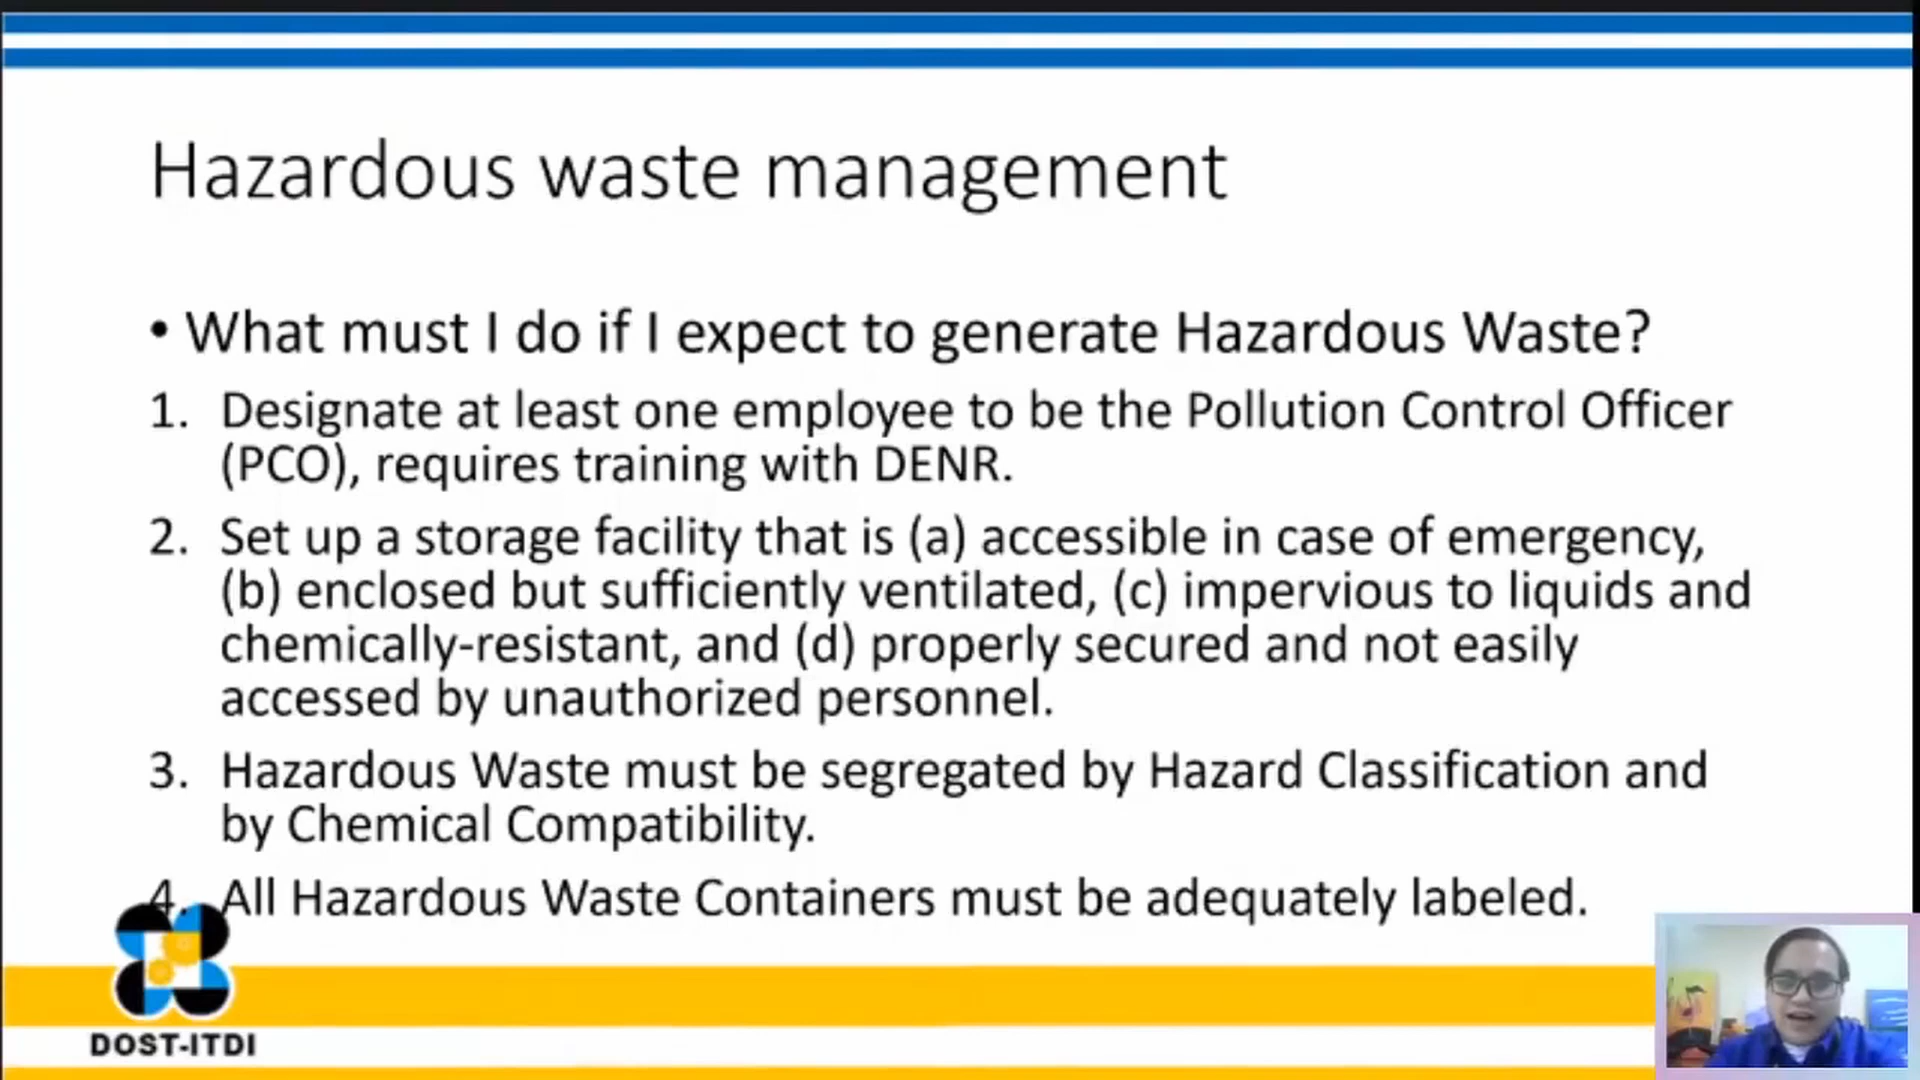 Hazardous waste management
• What must I do if I expect to generate Hazardous Waste?
1. Designate at least one employee to be the Pollution Control Officer
(PCO), requires training with DENR.
2. Set up a storage facility that is (a) accessible in case of emergency,
(b) enclosed but sufficiently ventilated, (c) impervious to liquids and
chemically-resistant, and (d) properly secured and not easily
accessed by unauthorized personnel.
3. Hazardous Waste must be segregated by Hazard Classification and
by Chemical Compatibility.
4. All Hazardous Waste Containers must be adequately labeled.
DOST-ITDI